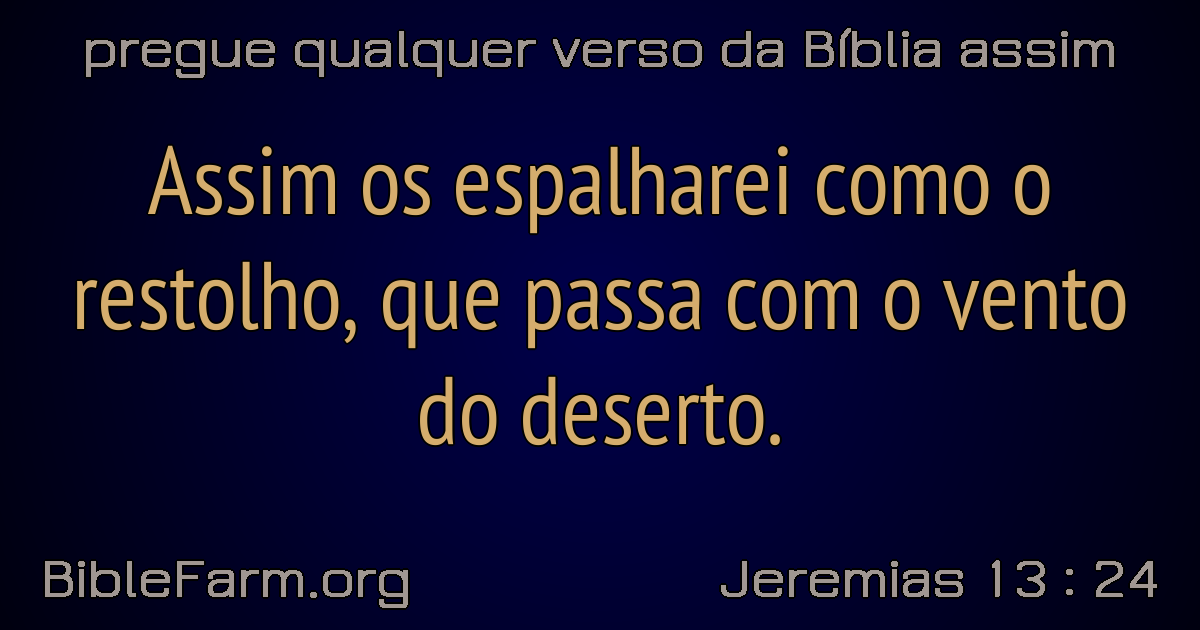 pregue qualquer verso da Bíblia assim
Assim os espalharei como o
restolho, que passa com o vento
do deserto.
BibleFarm.org
Jeremias 13 : 24